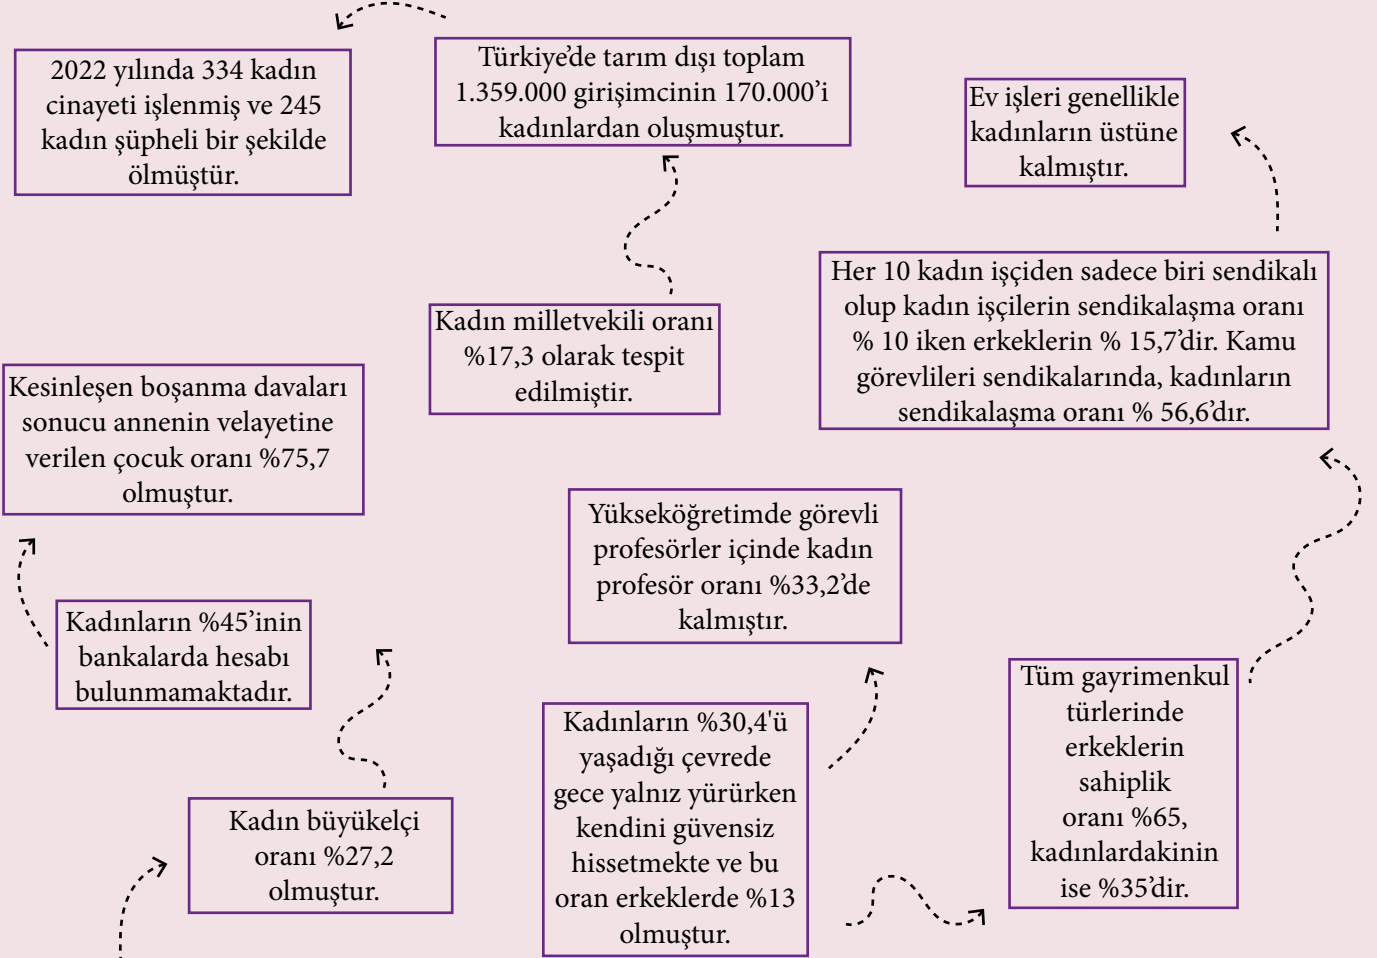 2022 yılında 334 kadın
cinayeti işlenmiş ve 245
kadın şüpheli bir şekilde
ölmüştür.
Türkiye’de tarım dışı toplam
1.359.000 girişimcinin 170.000’i
kadınlardan oluşmuştur.
Ev işleri genellikle
kadınların üstüne
kalmıştır.
Kadın milletvekili oranı
%17,3 olarak tespit
edilmiştir.
Her 10 kadın işçiden sadece biri sendikalı
olup kadın işçilerin sendikalaşma oranı
% 10 iken erkeklerin % 15,7’dir. Kamu
görevlileri sendikalarında, kadınların
sendikalaşma oranı % 56,6’dır.
Kesinleşen boşanma davaları
sonucu annenin velayetine
verilen çocuk oranı %75,7
olmuştur.
Yükseköğretimde görevli
profesörler içinde kadın
profesör oranı %33,2’de
kalmıştır.
Kadınların %45’inin
bankalarda hesabı
bulunmamaktadır.
Kadınların %30,4'ü
yaşadığı çevrede
gece yalnız yürürken
kendini güvensiz
hissetmekte ve bu
oran erkeklerde %13
olmuştur.
Tüm gayrimenkul
türlerinde
erkeklerin
sahiplik
oranı %65,
kadınlardakinin
ise %35’dir.
Kadın büyükelçi
oranı %27,2
olmuştur.